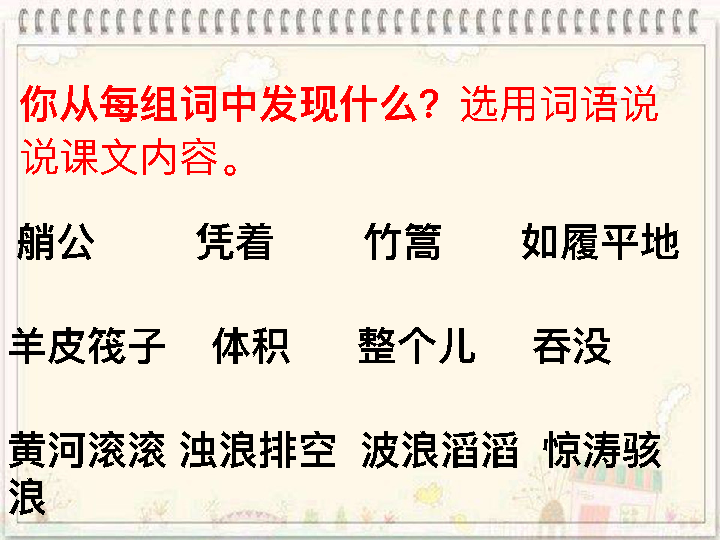 你从每组词中发现什么？选用词语说
说课文内容。
艄公 凭着 竹篙 如履平地
羊皮筏子 体积 整个儿 吞没
黄河滚滚 浊浪排空 波浪滔滔 惊涛骇
浪